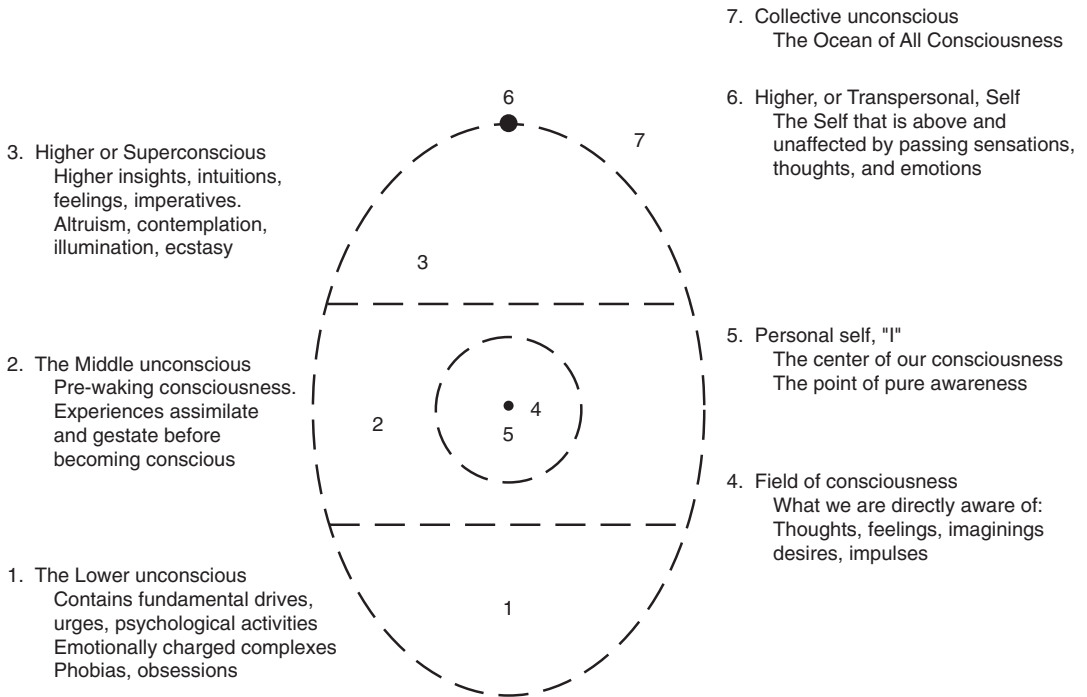 7. Collective unconscious
The Ocean of All Consciousness
6. Higher, or Transpersonal, Self
The Self that is above and
unaffected by passing sensations,
thoughts, and emotions
3. Higher or Superconscious
Higher insights, intuitions,
feelings, imperatives.
Altruism, contemplation,
illumination, ecstasy
2. The Middle unconscious
Pre-waking consciousness.
Experiences assimilate
and gestate before
becoming conscious
1. The Lower unconscious
Contains fundamental drives,
urges, psychological activities
Emotionally charged complexes
Phobias, obsessions
6
7
3
2
4
5
1
5. Personal self, "I"
The center of our consciousness
The point of pure awareness
4. Field of consciousness
What we are directly aware of:
Thoughts, feelings, imaginings
desires, impulses